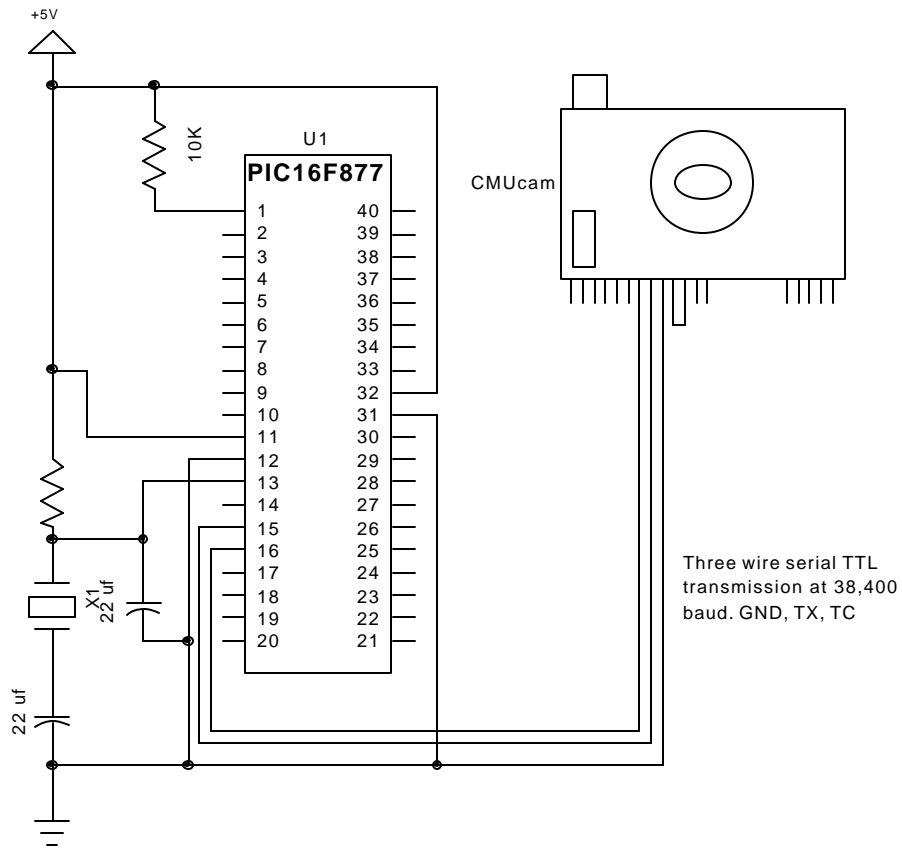 +5V
10K
U1
PIC16F877
CMUcam
1 40
2 39
3 38
4 37
5 36
6 35
7 34
8 33
9 32
10 31
11 30
12 29
13 28
14 27
15 26
16 25
17 24
18 23
19 22
20 21
X1
22 uf
22 uf
Three wire serial TTL
transmission at 38,400
baud. GND, TX, TC